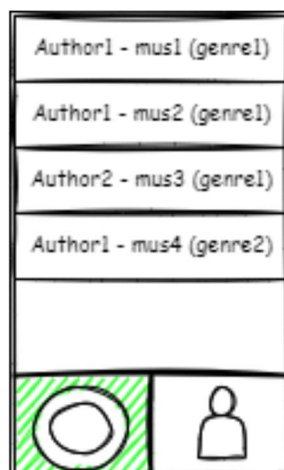 Author1 - mus1 (genre1)
Author1 - mus2 (genre1)
Author2 - mus3 (genre1)
Author1 - mus4 (genre2)